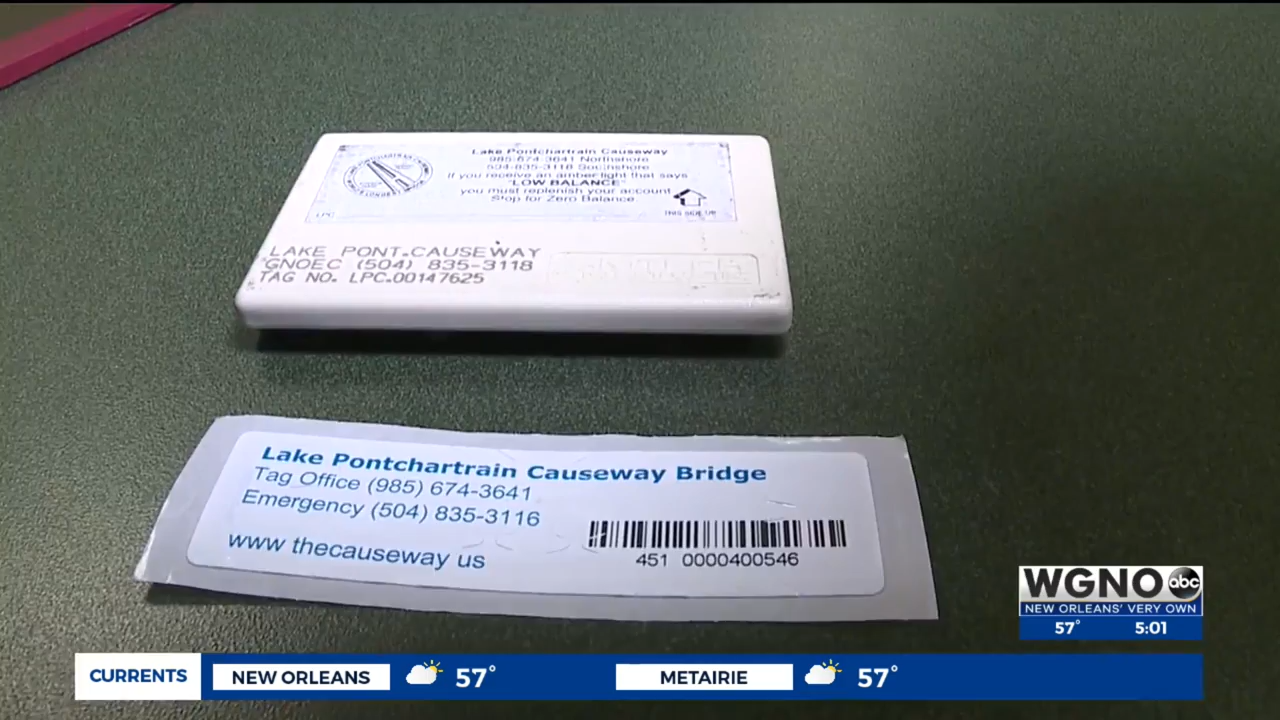 Lake Pontchartrain Causeway
985-674-3641 Northshore
504-835-3118 Southshore
If you receive an amber light that says
"LOW BALANCE"
you must replenish your account
Stop for Zero Balance
LPC
THIS SIDE UP
LAKE PONT.CAUSEWAY
GNOEC (504) 835-3118
TAG NO. LPC.00147625
Lake Pontchartrain Causeway Bridge
Tag Office (985) 674-3641
Emergency (504) 835-3116
www thecauseway us
451 0000400546
WGNO abc
NEW ORLEANS' VERY OWN
57° 5:01
CURRENTS NEW ORLEANS 57° METAIRIE 57°